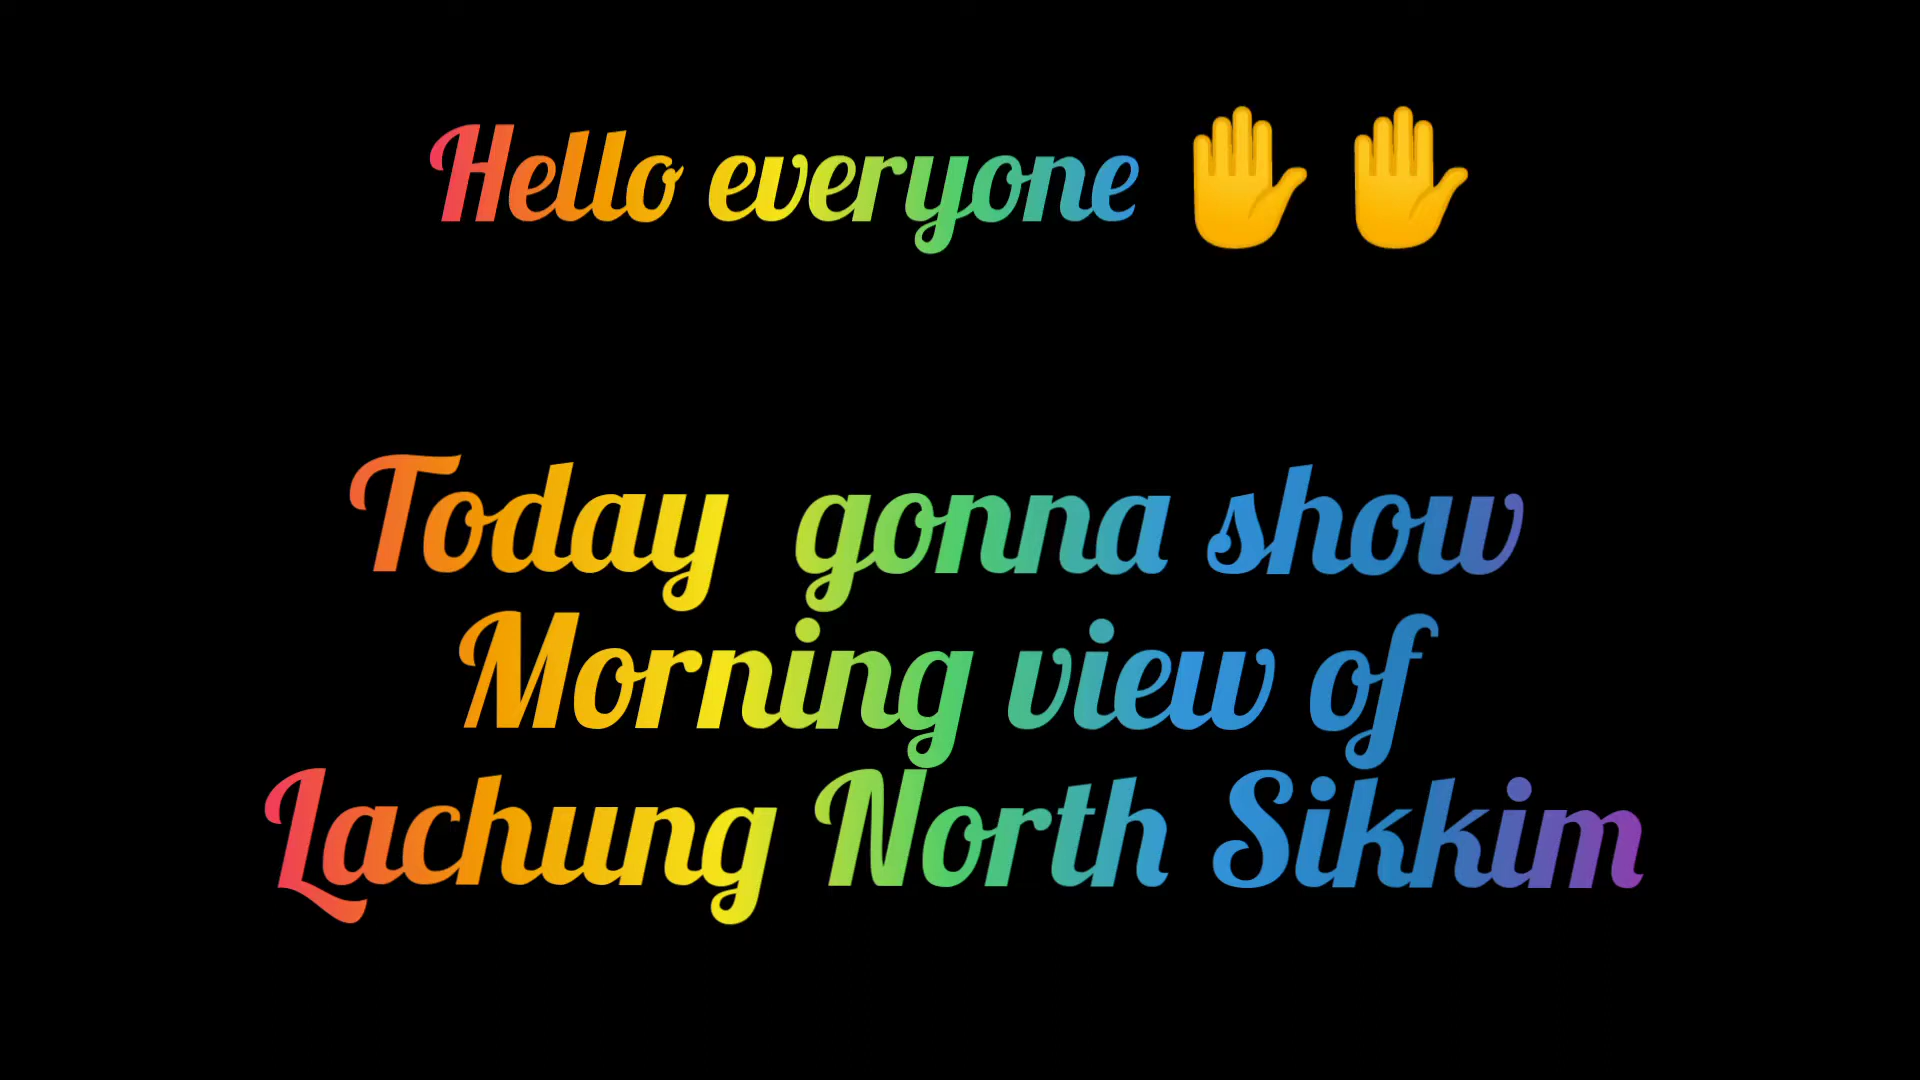 Hello everyone ✋ ✋
Today gonna show
Morning view of
Lachung North Sikkim